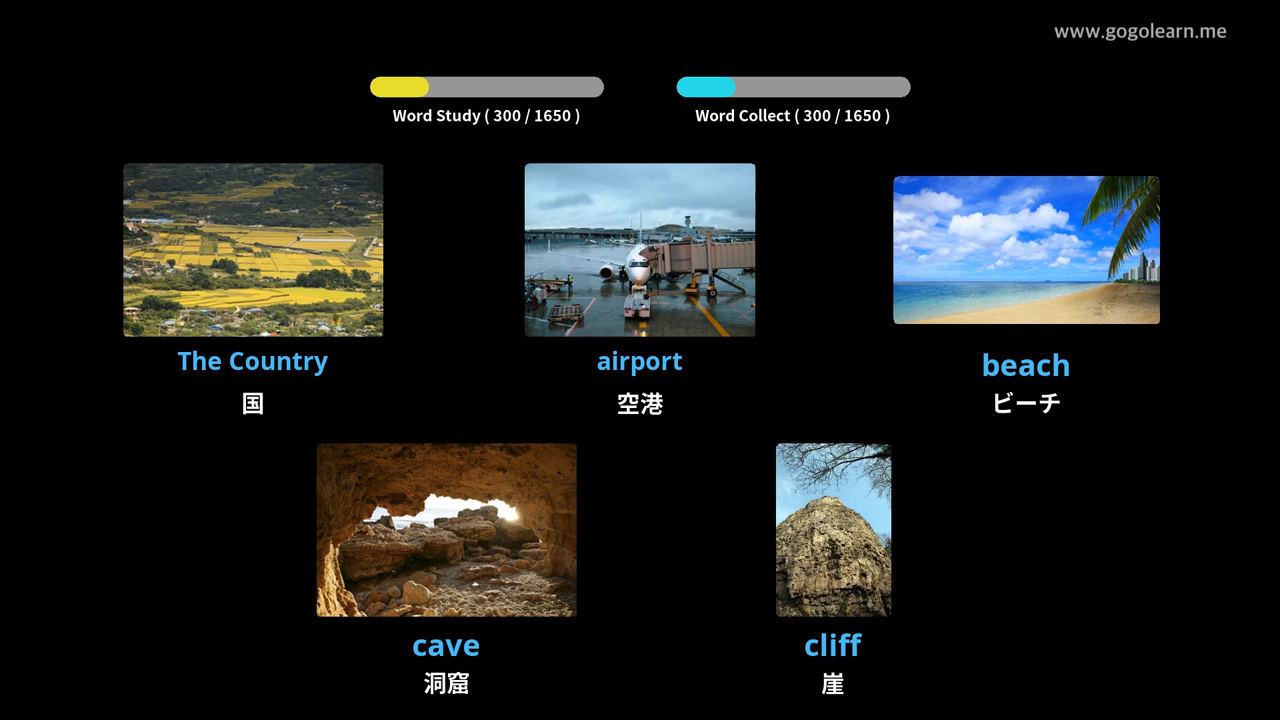 www.gogolearn.me
Word Study ( 300 / 1650 )
Word Collect ( 300 / 1650 )
The Country
国
airport
空港
beach
ビーチ
cave
洞窟
cliff
崖